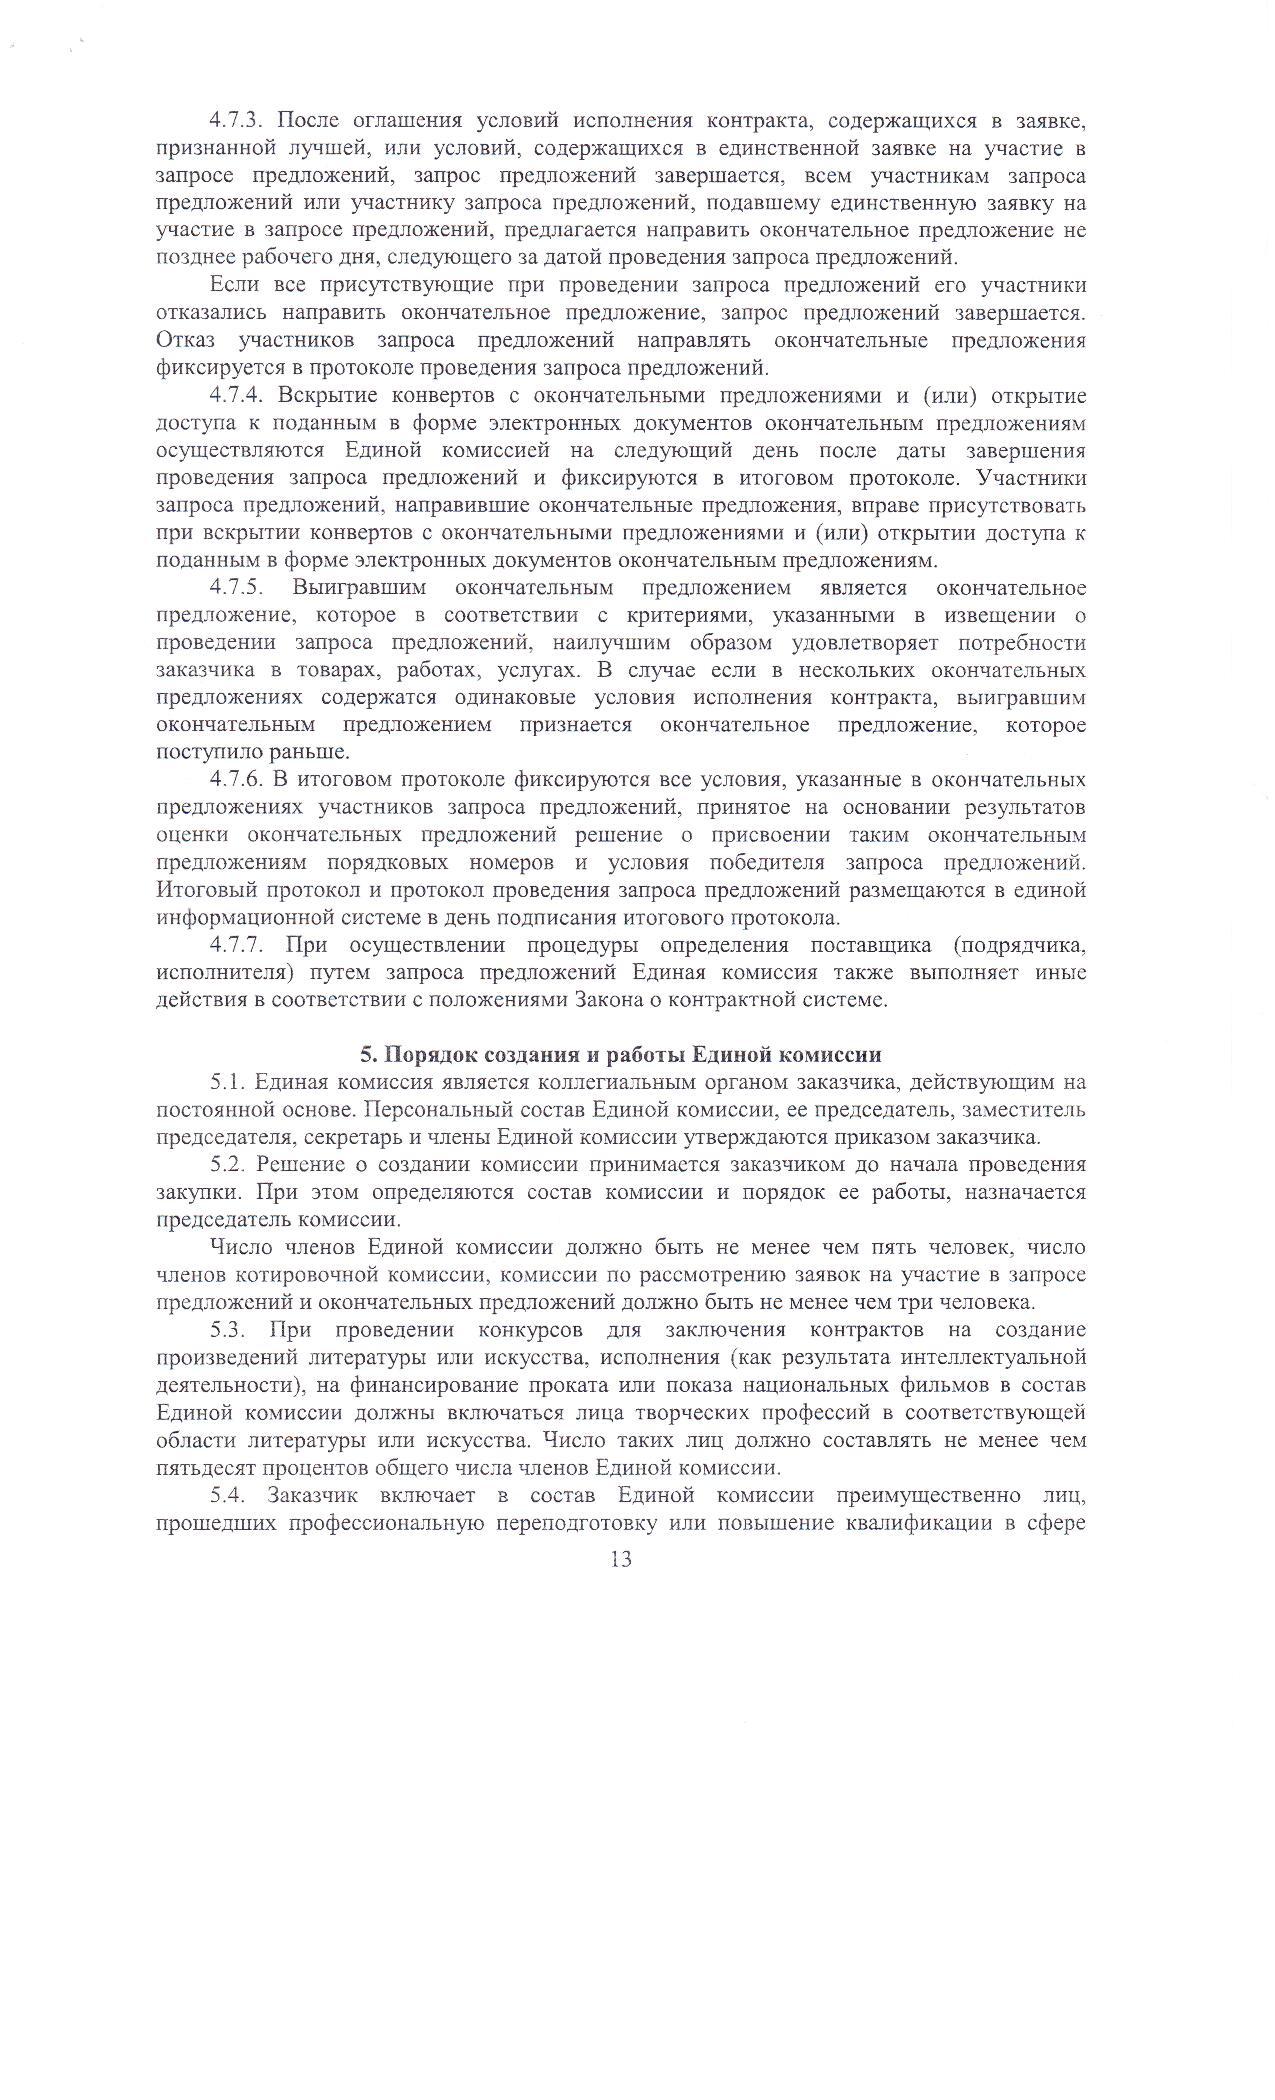 4.7.3. После оглашения условий исполнения контракта, содержащихся в заявке,
признанной лучшей, или условий, содержащихся в единственной заявке на участие в
запросе предложений, запрос предложений завершается, всем участникам запроса
предложений или участнику запроса предложений, подавшему единственную заявку на
участие в запросе предложений, предлагается направить окончательное предложение не
позднее рабочего дня, следующего за датой проведения запроса предложений.
Если все присутствующие при проведении запроса предложений его участники
отказались направить окончательное предложение, запрос предложений завершается.
Отказ участников запроса предложений направлять окончательные предложения
фиксируется в протоколе проведения запроса предложений.
4.7.4. Вскрытие конвертов с окончательными предложениями и (или) открытие
доступа к поданным в форме электронных документов окончательным предложениям
осуществляются Единой комиссией на следующий день после даты завершения
проведения запроса предложений и фиксируются в итоговом протоколе. Участники
запроса предложений, направившие окончательные предложения, вправе присутствовать
при вскрытии конвертов с окончательными предложениями и (или) открытии доступа к
поданным в форме электронных документов окончательным предложениям.
4.7.5. Выигравшим окончательным предложением является окончательное
предложение, которое в соответствии с критериями, указанными в извещении о
проведении запроса предложений, наилучшим образом удовлетворяет потребности
заказчика в товарах, работах, услугах. В случае если в нескольких окончательных
предложениях содержатся одинаковые условия исполнения контракта, выигравшим
окончательным предложением признается окончательное предложение, которое
поступило раньше.
4.7.6. В итоговом протоколе фиксируются все условия, указанные в окончательных
предложениях участников запроса предложений, принятое на основании результатов
оценки окончательных предложений решение о присвоении таким окончательным
предложениям порядковых номеров и условия победителя запроса предложений.
Итоговый протокол и протокол проведения запроса предложений размещаются в единой
информационной системе в день подписания итогового протокола.
4.7.7. При осуществлении процедуры определения поставщика (подрядчика,
исполнителя) путем запроса предложений Единая комиссия также выполняет иные
действия в соответствии с положениями Закона о контрактной системе.
5. Порядок создания и работы Единой комиссии
5.1. Единая комиссия является коллегиальным органом заказчика, действующим на
постоянной основе. Персональный состав Единой комиссии, ее председатель, заместитель
председателя, секретарь и члены Единой комиссии утверждаются приказом заказчика.
5.2. Решение о создании комиссии принимается заказчиком до начала проведения
закупки. При этом определяются состав комиссии и порядок ее работы, назначается
председатель комиссии.
Число членов Единой комиссии должно быть не менее чем пять человек, число
членов котировочной комиссии, комиссии по рассмотрению заявок на участие в запросе
предложений и окончательных предложений должно быть не менее чем три человека.
5.3. При проведении конкурсов для заключения контрактов на создание
произведений литературы или искусства, исполнения (как результата интеллектуальной
деятельности), на финансирование проката или показа национальных фильмов в состав
Единой комиссии должны включаться лица творческих профессий в соответствующей
области литературы или искусства. Число таких лиц должно составлять не менее чем
пятьдесят процентов общего числа членов Единой комиссии.
5.4. Заказчик включает в состав Единой комиссии преимущественно лиц,
прошедших профессиональную переподготовку или повышение квалификации в сфере
13